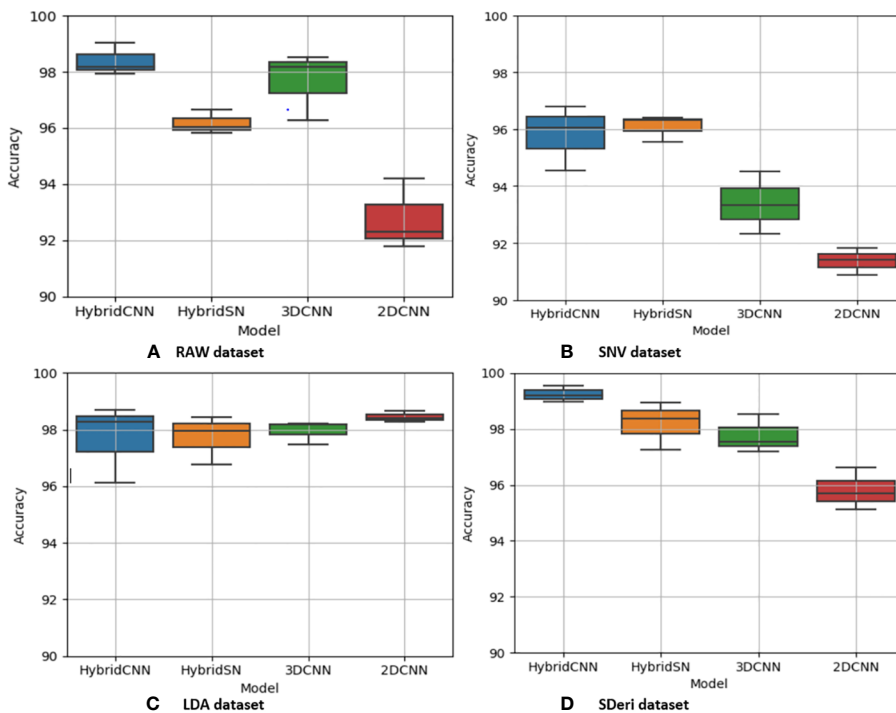 100
98
96
94
92
90
Accuracy
HybridCNN HybridSN 3DCNN 2DCNN
Model
A RAW dataset
100
98
96
94
92
90
Accuracy
HybridCNN HybridSN 3DCNN 2DCNN
Model
B SNV dataset
100
98
96
94
92
90
Accuracy
HybridCNN HybridSN 3DCNN 2DCNN
Model
C LDA dataset
100
98
96
94
92
90
Accuracy
HybridCNN HybridSN 3DCNN 2DCNN
Model
D SDeri dataset